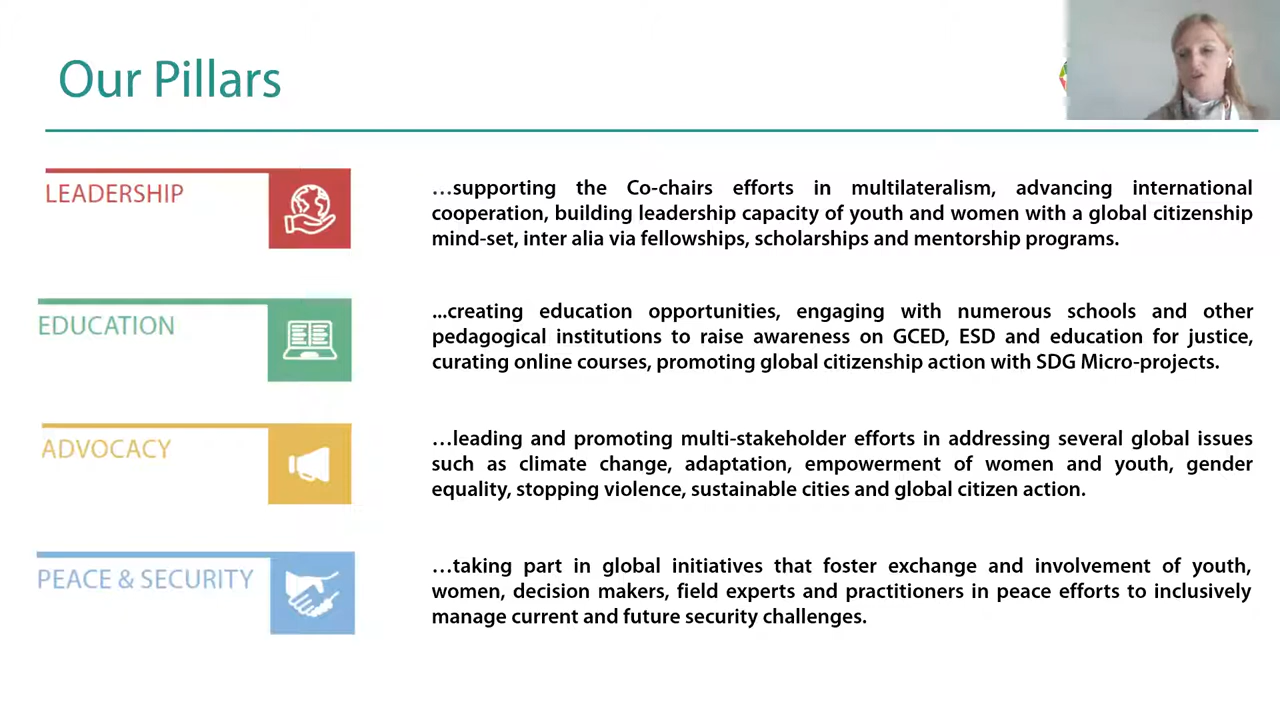 Our Pillars
LEADERSHIP
…supporting the Co-chairs efforts in multilateralism, advancing international
cooperation, building leadership capacity of youth and women with a global citizenship
mind-set, inter alia via fellowships, scholarships and mentorship programs.
EDUCATION
...creating education opportunities, engaging with numerous schools and other
pedagogical institutions to raise awareness on GCED, ESD and education for justice,
curating online courses, promoting global citizenship action with SDG Micro-projects.
ADVOCACY
…leading and promoting multi-stakeholder efforts in addressing several global issues
such as climate change, adaptation, empowerment of women and youth, gender
equality, stopping violence, sustainable cities and global citizen action.
PEACE & SECURITY
…taking part in global initiatives that foster exchange and involvement of youth,
women, decision makers, field experts and practitioners in peace efforts to inclusively
manage current and future security challenges.